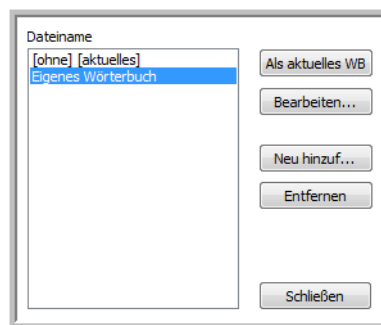 Dateiname
[ohne] [aktuelles]
Eigenes Wörterbuch
Als aktuelles WB
Bearbeiten...
Neu hinzuf...
Entfernen
Schließen